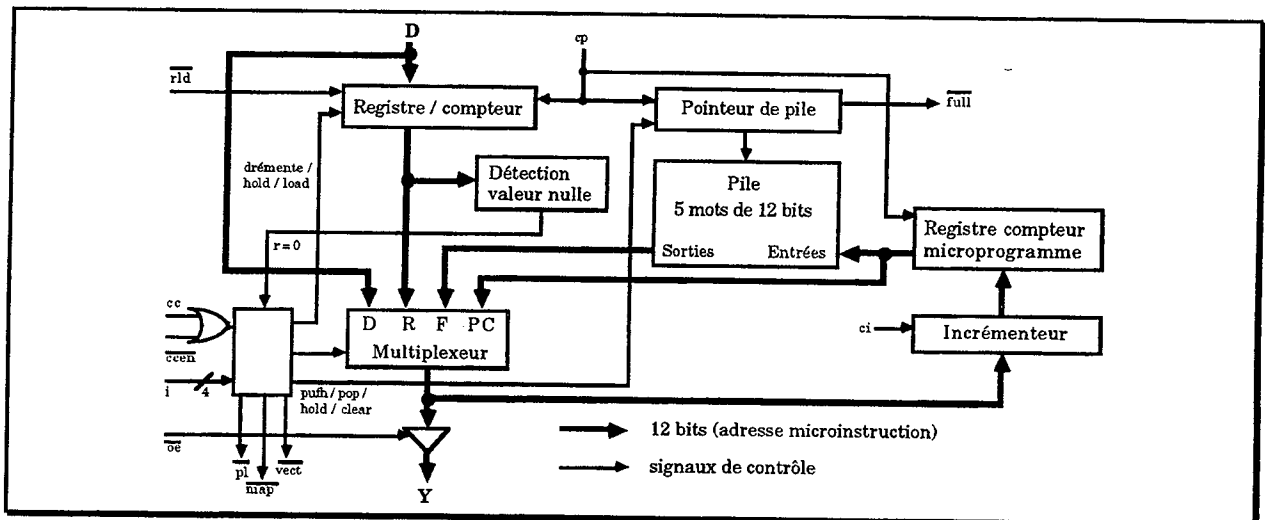 D
cp
rld
Registre / compteur
Pointeur de pile
full
drémente /
hold / load
Détection
valeur nulle
Pile
5 mots de 12 bits
Sorties
Entrées
Registre compteur
microprogramme
r=0
cc
ccen
i
4
D R F PC
Multiplexeur
ci
Incrémenteur
pufh / pop /
hold / clear
oe
pl
map
vect
Y
12 bits (adresse microinstruction)
signaux de contrôle